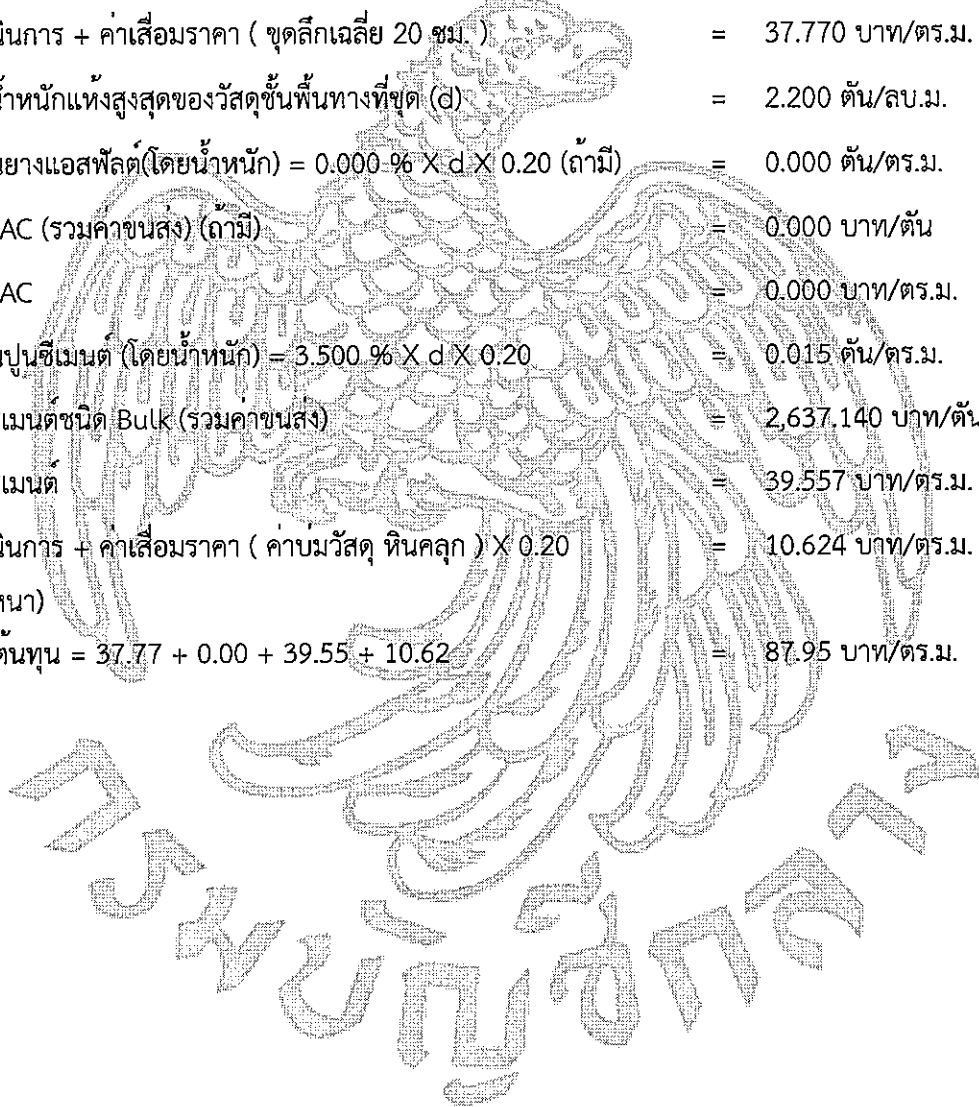 นินการ + ค่าเสื่อมราคา ( ขุดลึกเฉลี่ย 20 ซม. ) = 37.770 บาท/ตร.ม.
น้ำหนักแห้งสูงสุดของวัสดุชั้นพื้นทางที่ขุด (d) = 2.200 ตัน/ลบ.ม.
นยางแอสฟัลต์(โดยน้ำหนัก) = 0.000 % X d X 0.20 (ถ้ามี) = 0.000 ตัน/ตร.ม.
AC (รวมค่าขนส่ง) (ถ้ามี) = 0.000 บาท/ตัน
AC = 0.000 บาท/ตร.ม.
นปูนซีเมนต์ (โดยน้ำหนัก) = 3.500 % X d X 0.20 = 0.015 ตัน/ตร.ม.
เมนต์ชนิด Bulk (รวมค่าขนส่ง) = 2,637.140 บาท/ตัน
เมนต์ = 39.557 บาท/ตร.ม.
นินการ + ค่าเสื่อมราคา ( ค่าบ่มวัสดุ หินคลุก ) X 0.20 = 10.624 บาท/ตร.ม.
หนา)
ต้นทุน = 37.77 + 0.00 + 39.55 + 10.62 = 87.95 บาท/ตร.ม.
กรมบัญชีกลาง